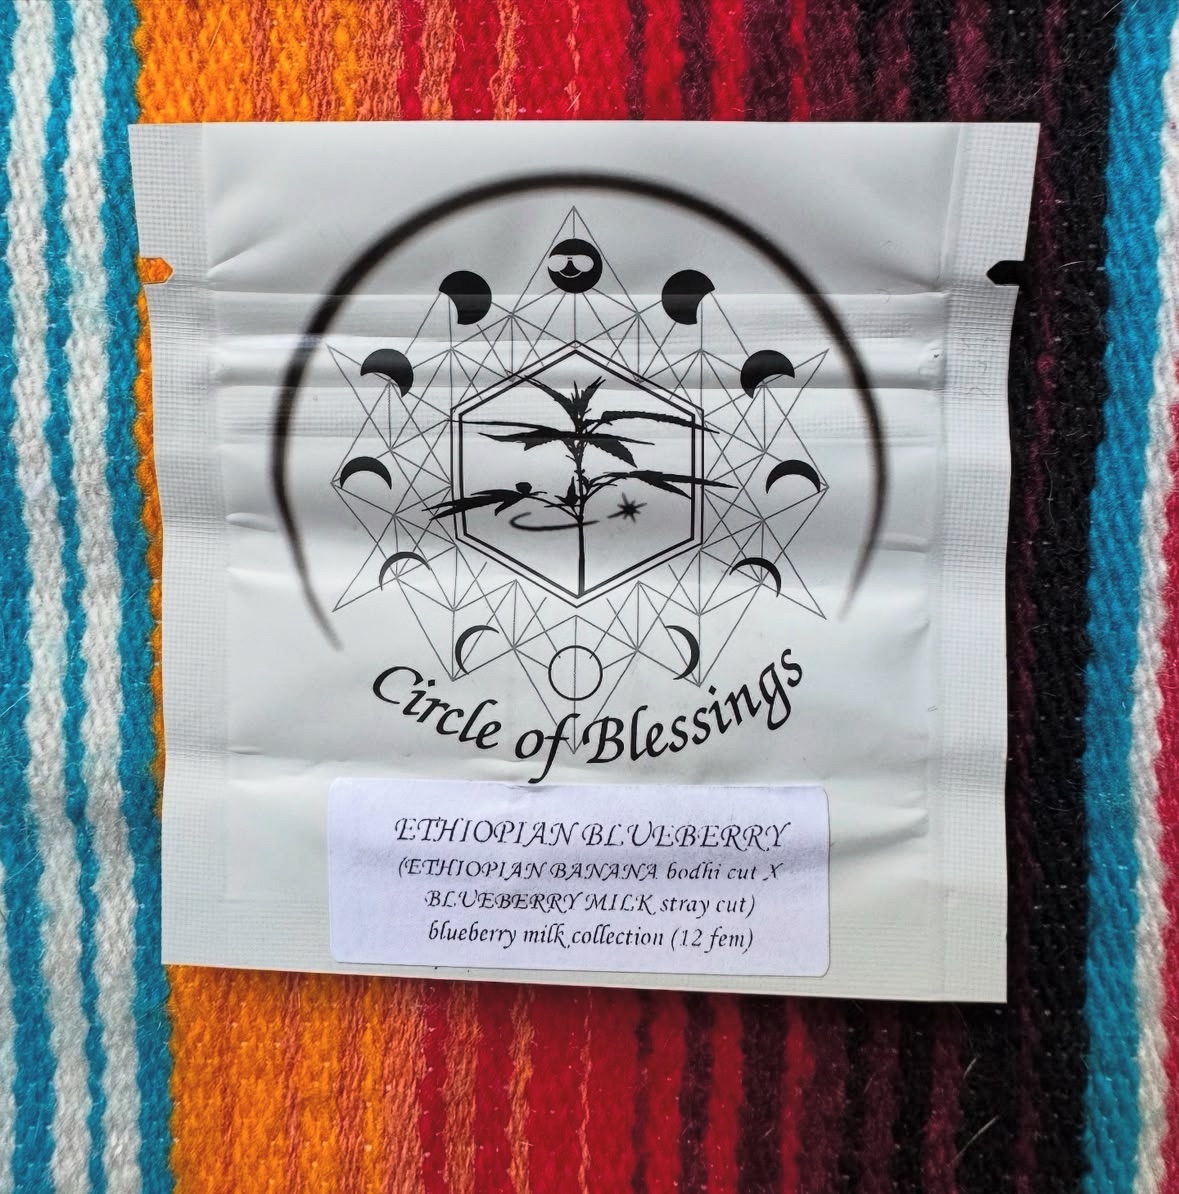 Circle of Blessings
ETHIOPIAN BLUEBERRY
(ETHIOPIAN BANANA bodhi cut X
BLUEBERRY MILK stray cut)
blueberry milk collection (12 fem)